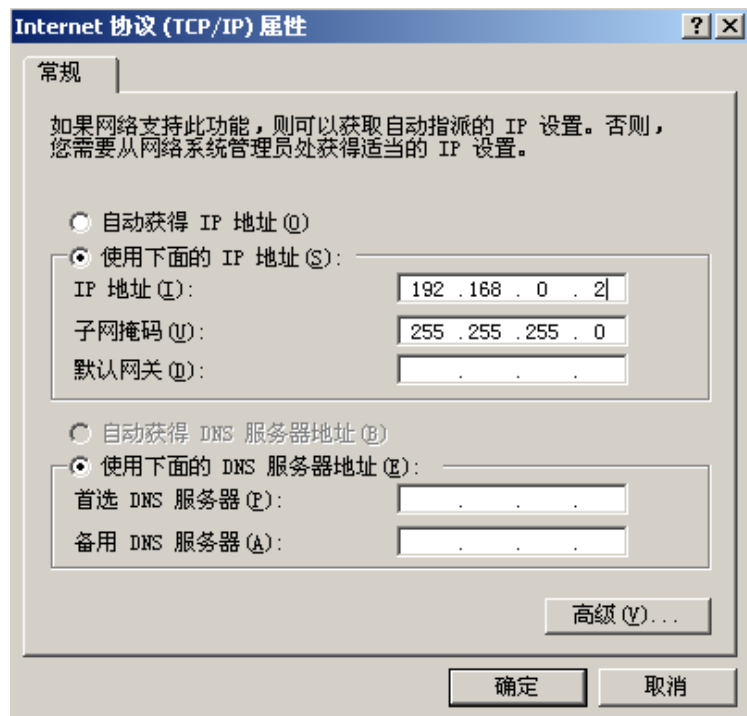 Internet 协议 (TCP/IP) 属性
常规
如果网络支持此功能，则可以获取自动指派的 IP 设置。否则，
您需要从网络系统管理员处获得适当的 IP 设置。
自动获得 IP 地址(O)
使用下面的 IP 地址(S):
IP 地址(I): 192 .168 . 0 . 2
子网掩码(U): 255 .255 .255 . 0
默认网关(D): . . .
自动获得 DNS 服务器地址(B)
使用下面的 DNS 服务器地址(E):
首选 DNS 服务器(P): . . .
备用 DNS 服务器(A): . . .
高级(V)...
确定 取消